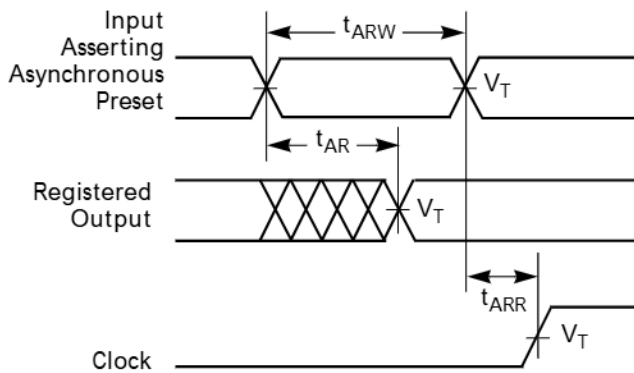 Input
Asserting
Asynchronous
Preset
tARW
VT
tAR
Registered
Output
VT
tARR
VT
Clock